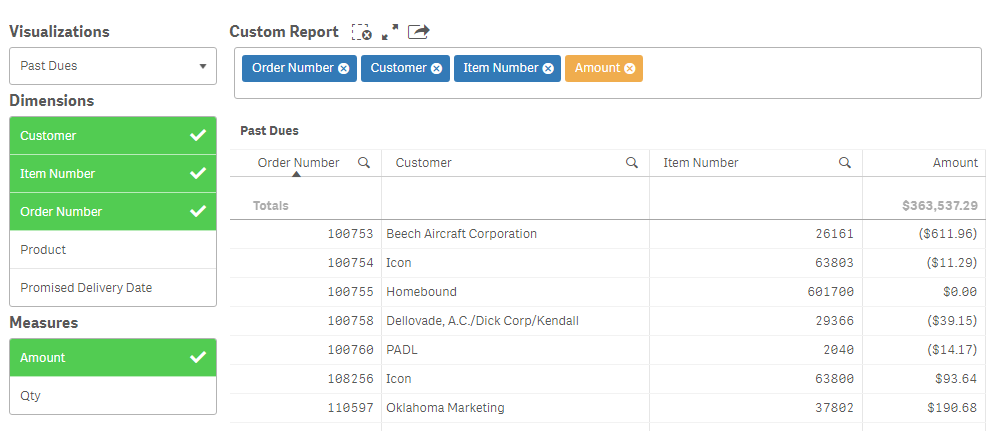 Visualizations
Past Dues
Dimensions
Customer
Item Number
Order Number
Product
Promised Delivery Date
Measures
Amount
Qty
Custom Report
Order Number Customer Item Number Amount
Past Dues
Order Number Customer Item Number Amount
Totals $363,537.29
100753 Beech Aircraft Corporation 26161 ($611.96)
100754 Icon 63803 ($11.29)
100755 Homebound 601700 $0.00
100758 Dellovade, A.C./Dick Corp/Kendall 29366 ($39.15)
100760 PADL 2040 ($14.17)
108256 Icon 63800 $93.64
110597 Oklahoma Marketing 37802 $190.68